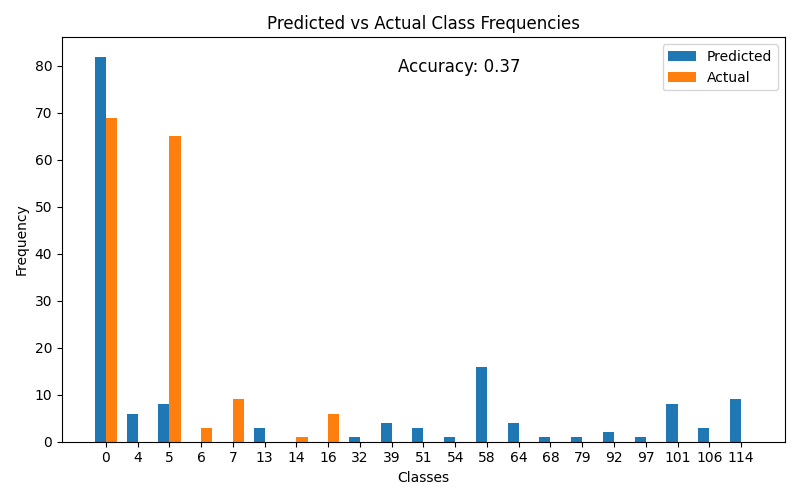 Predicted vs Actual Class Frequencies
Accuracy: 0.37
Predicted
Actual
80
70
60
50
40
30
20
10
0
Frequency
0 4 5 6 7 13 14 16 32 39 51 54 58 64 68 79 92 97 101 106 114
Classes